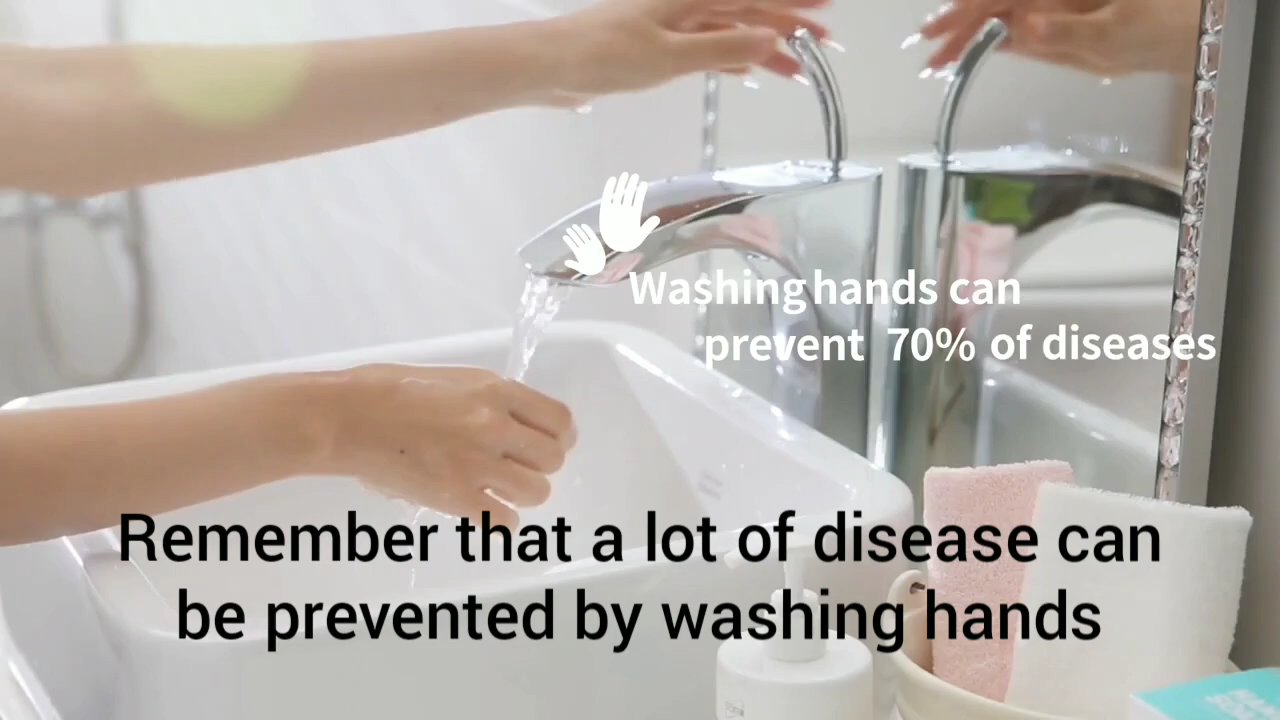 Washing hands can
prevent 70% of diseases
Remember that a lot of disease can
be prevented by washing hands